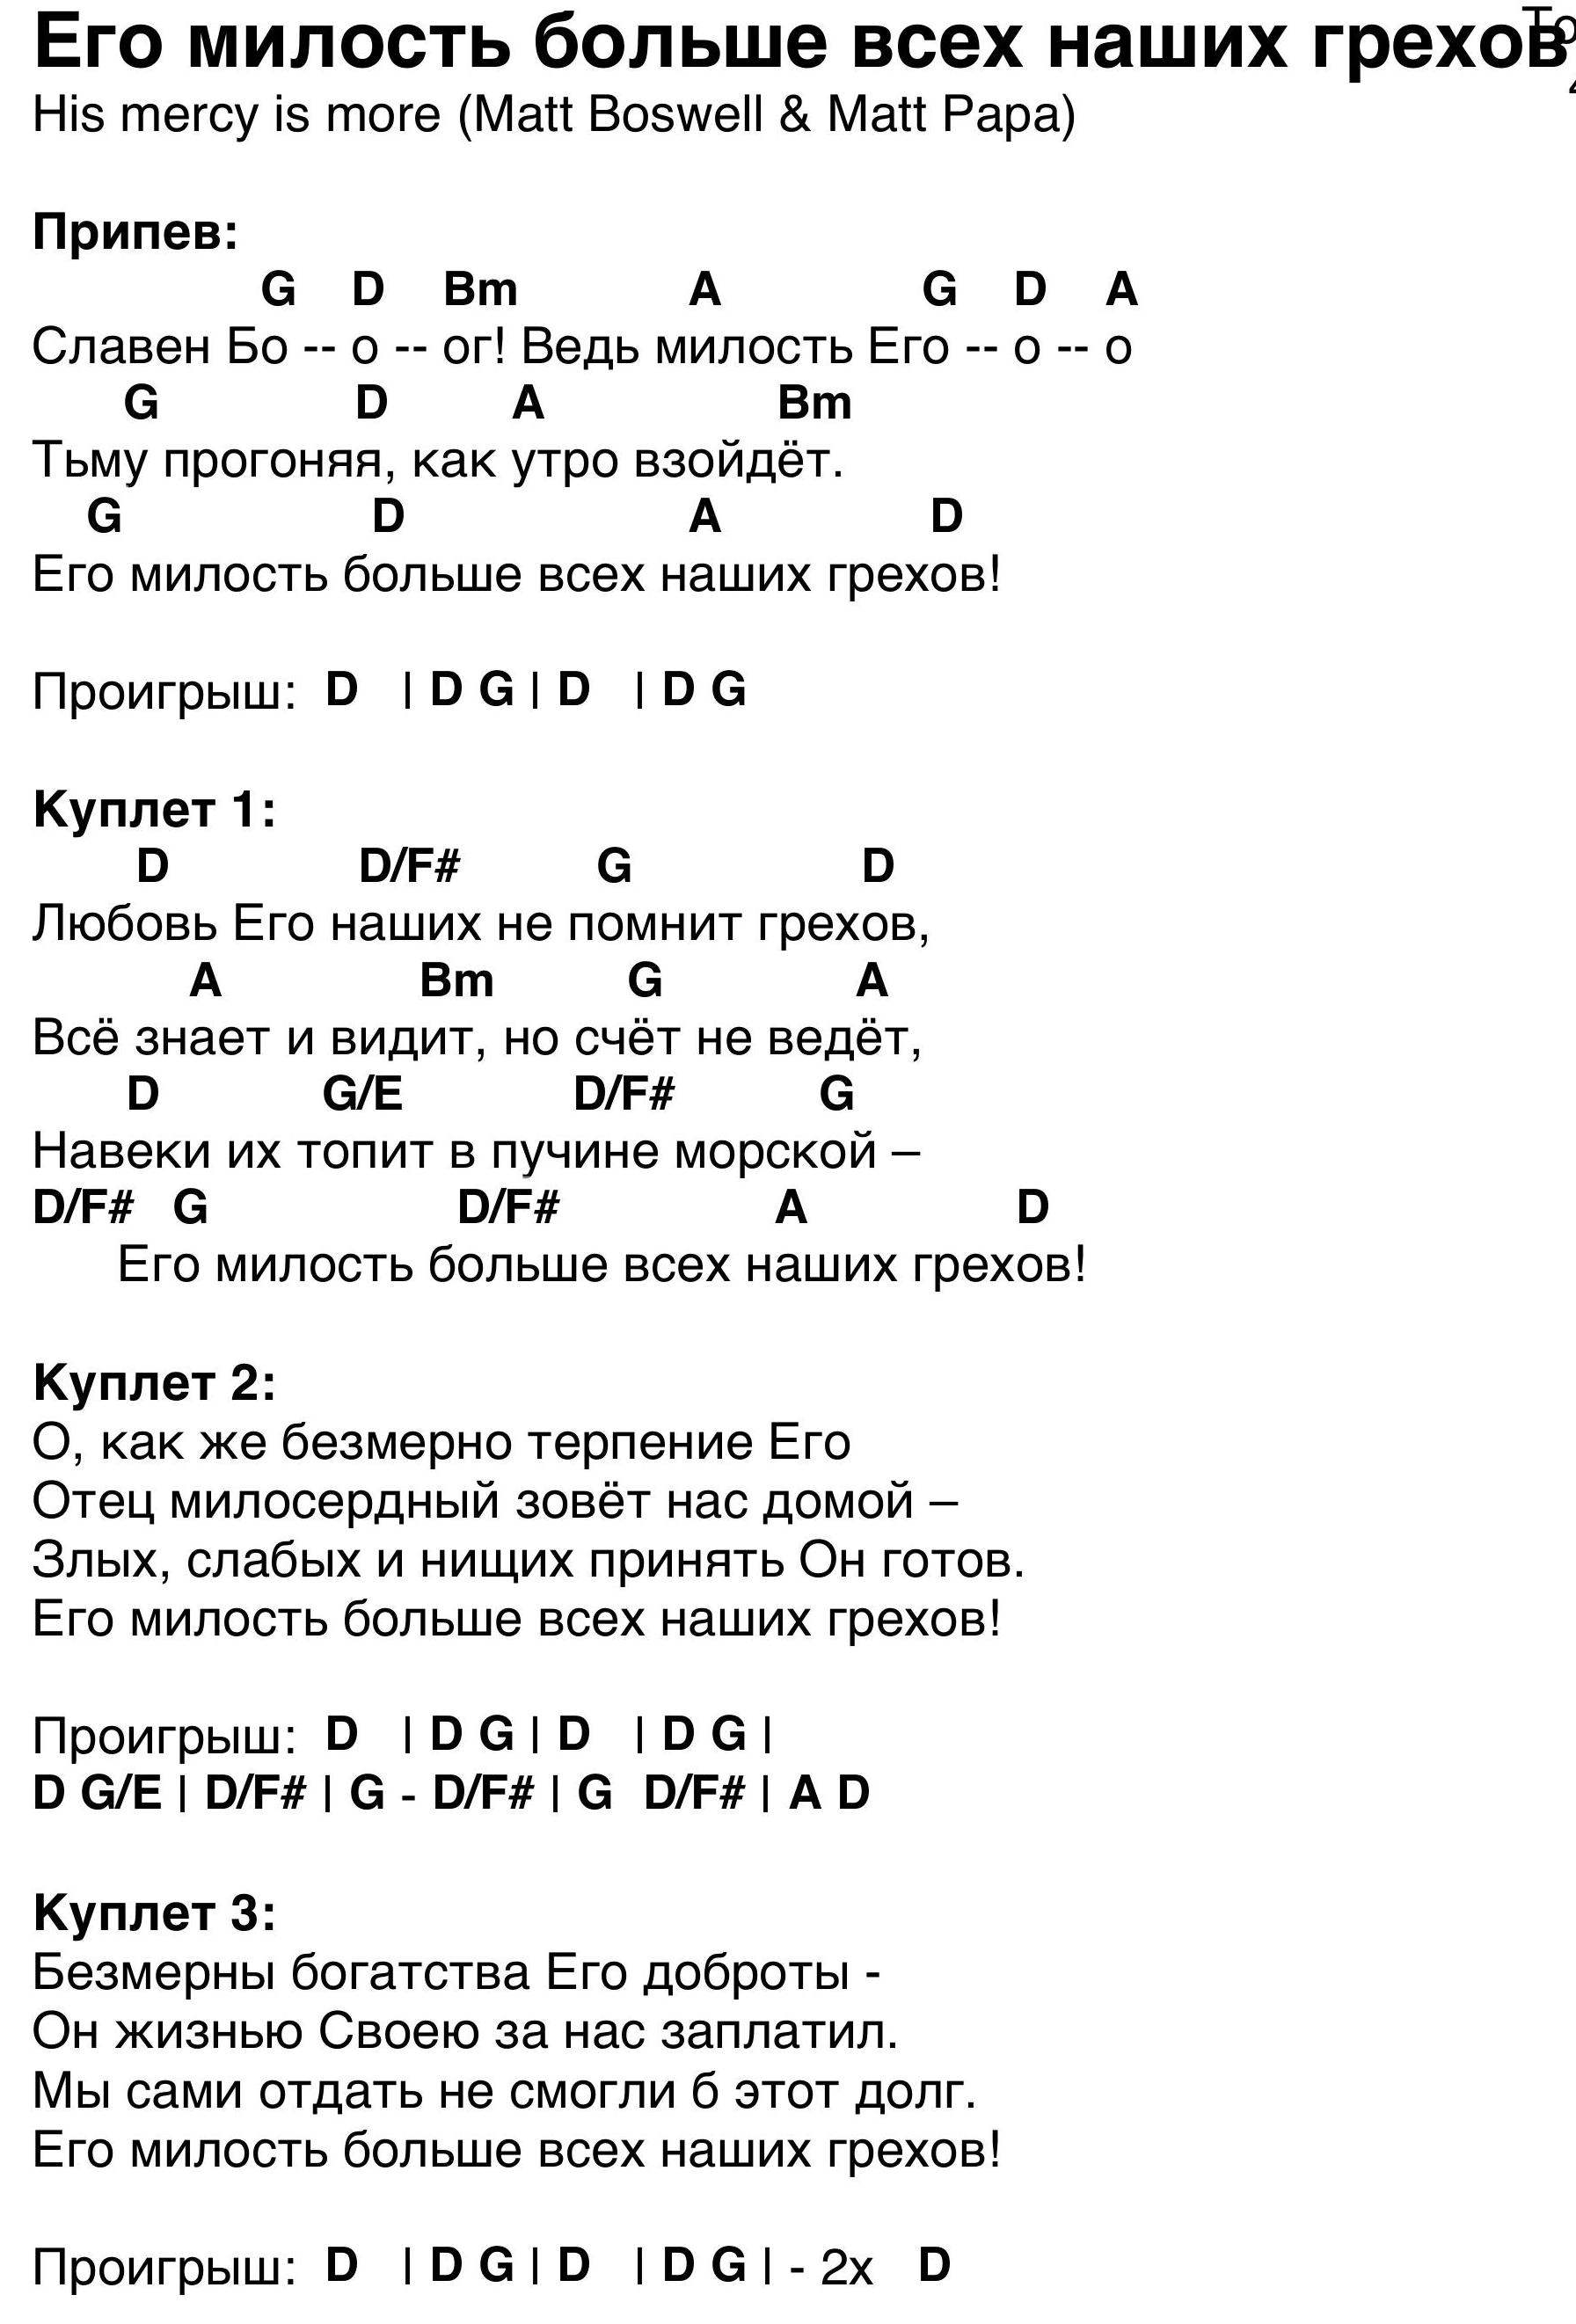 Его милость больше всех наших грехов
His mercy is more (Matt Boswell & Matt Papa)
Припев:
G D Bm A G D A
Славен Бо -- о -- ог! Ведь милость Его -- о -- о
G D A Bm
Тьму прогоняя, как утро взойдёт.
G D A D
Его милость больше всех наших грехов!
Проигрыш: D | D G | D | D G
Куплет 1:
D D/F# G D
Любовь Его наших не помнит грехов,
A Bm G A
Всё знает и видит, но счёт не ведёт,
D G/E D/F# G
Навеки их топит в пучине морской –
D/F# G D/F# A D
Его милость больше всех наших грехов!
Куплет 2:
О, как же безмерно терпение Его
Отец милосердный зовёт нас домой –
Злых, слабых и нищих принять Он готов.
Его милость больше всех наших грехов!
Проигрыш: D | D G | D | D G |
D G/E | D/F# | G - D/F# | G D/F# | A D
Куплет 3:
Безмерны богатства Его доброты -
Он жизнью Своею за нас заплатил.
Мы сами отдать не смогли б этот долг.
Его милость больше всех наших грехов!
Проигрыш: D | D G | D | D G | - 2x D